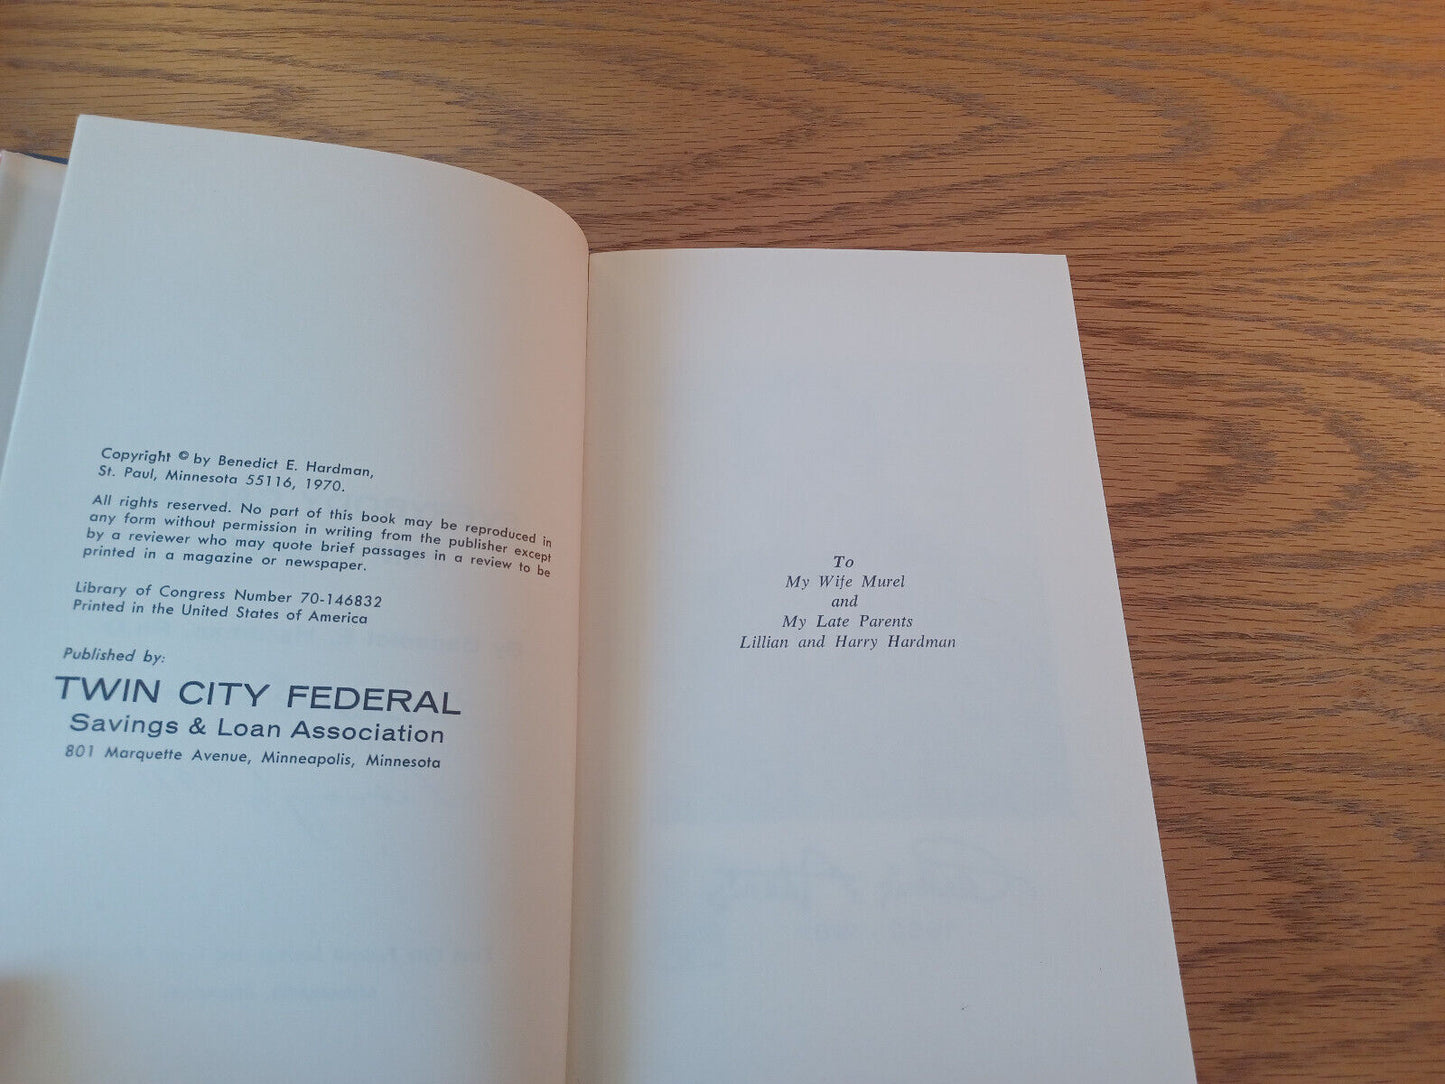 Copyright © by Benedict E. Hardman,
St. Paul, Minnesota 55116, 1970.
All rights reserved. No part of this book may be reproduced in
any form without permission in writing from the publisher except
by a reviewer who may quote brief passages in a review to be
printed in a magazine or newspaper.
Library of Congress Number 70-146832
Printed in the United States of America
Published by:
TWIN CITY FEDERAL
Savings & Loan Association
801 Marquette Avenue, Minneapolis, Minnesota
To
My Wife Murel
and
My Late Parents
Lillian and Harry Hardman